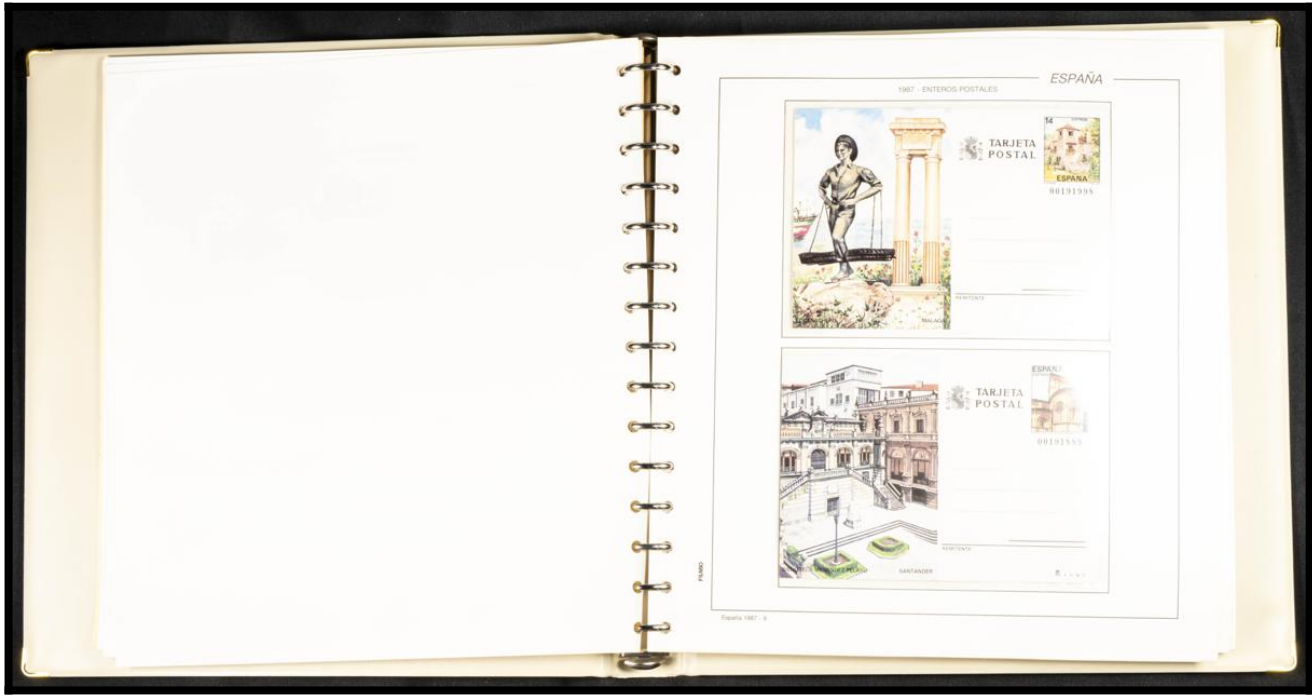 ESPAÑA
1987 - ENTEROS POSTALES
TARJETA
POSTAL
14
ESPAÑA
00191998
REMITENTE
MALAGA
ESPAÑA
TARJETA
POSTAL
REMITENTE
SANTANDER
FILABO
España 1987 - 9